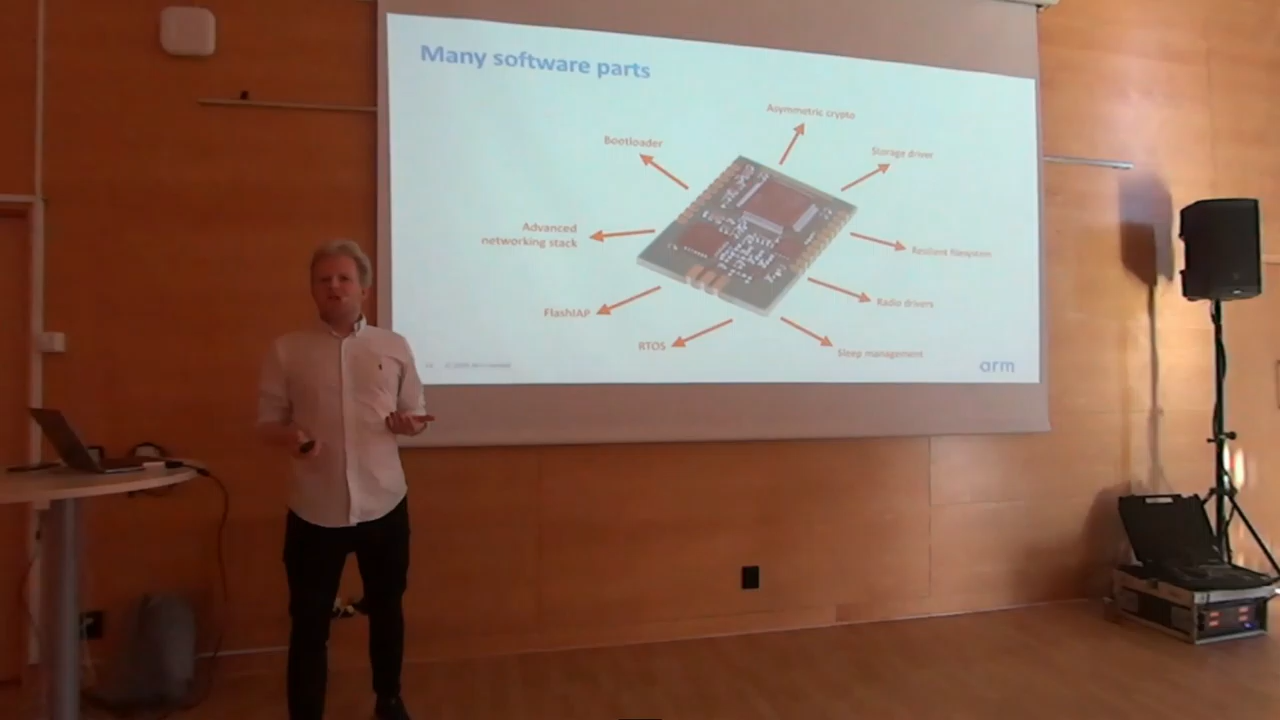 Many software parts
Asymmetric crypto
Bootloader
Storage driver
Advanced
networking stack
Resilient filesystem
FlashIAP
Radio drivers
RTOS
Sleep management
arm